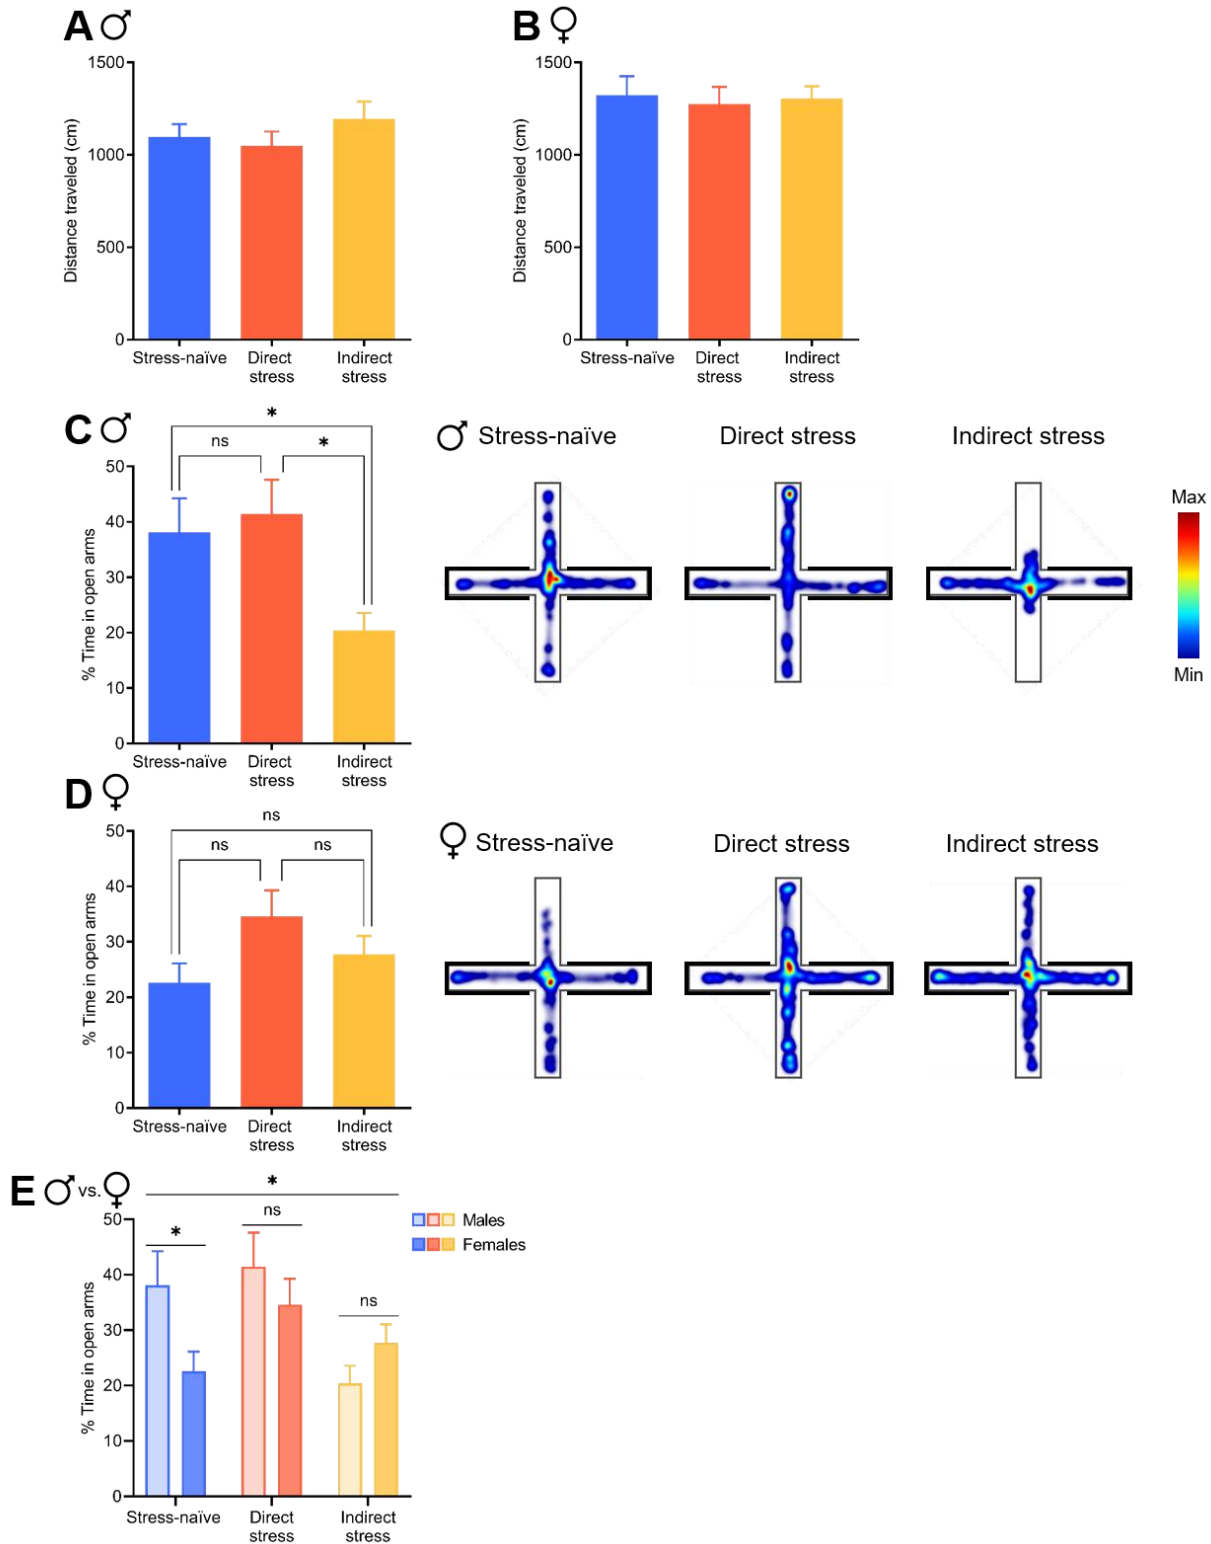 A ♂
1500
1000
500
0
Distance traveled (cm)
Stress-naïve
Direct
stress
Indirect
stress
B ♀
1500
1000
500
0
Distance traveled (cm)
Stress-naïve
Direct
stress
Indirect
stress
C ♂
*
ns
*
50
40
30
20
10
0
% Time in open arms
Stress-naïve
Direct
stress
Indirect
stress
♂ Stress-naïve
Direct stress
Indirect stress
Max
Min
D ♀
ns
ns
ns
50
40
30
20
10
0
% Time in open arms
Stress-naïve
Direct
stress
Indirect
stress
♀ Stress-naïve
Direct stress
Indirect stress
E ♂ vs. ♀
*
*
ns
ns
50
40
30
20
10
0
% Time in open arms
Stress-naïve
Direct
stress
Indirect
stress
Males
Females